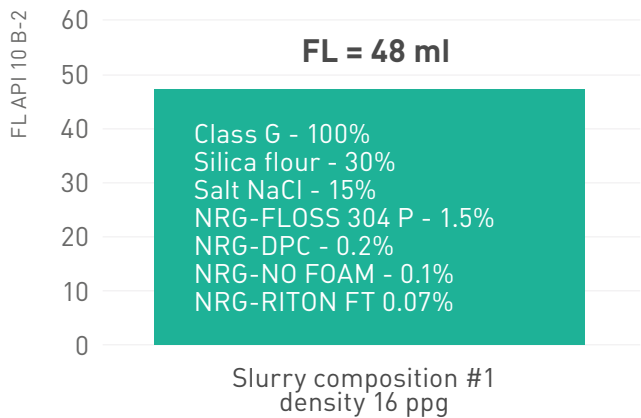 FL API 10 B-2
60
50
40
30
20
10
0
FL = 48 ml
Class G - 100%
Silica flour - 30%
Salt NaCl - 15%
NRG-FLOSS 304 P - 1.5%
NRG-DPC - 0.2%
NRG-NO FOAM - 0.1%
NRG-RITON FT 0.07%
Slurry composition #1
density 16 ppg